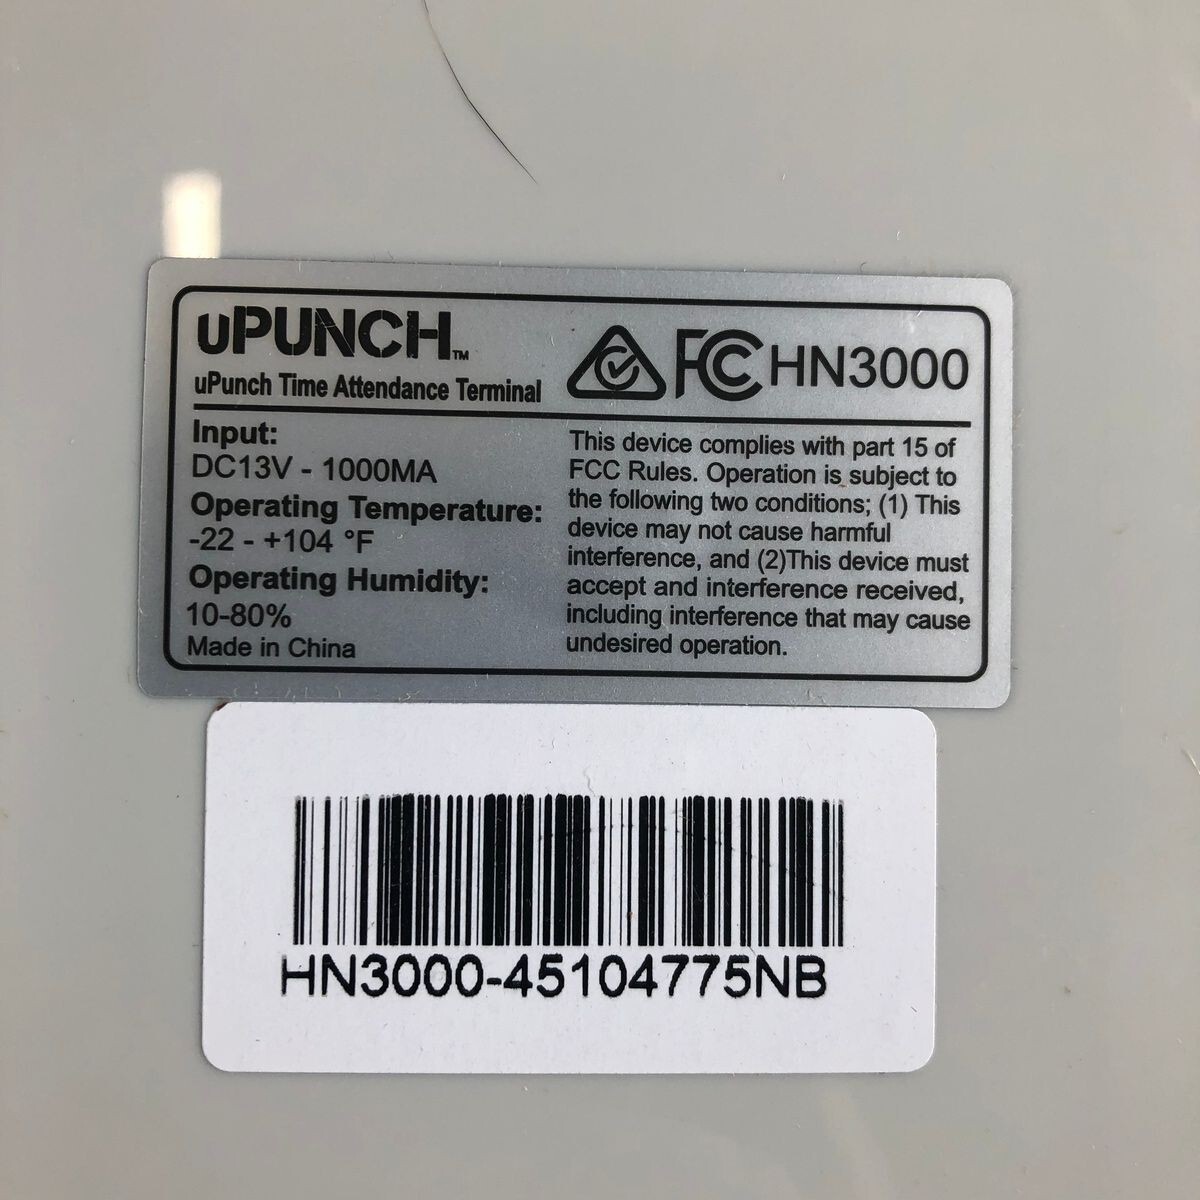 uPUNCH™
uPunch Time Attendance Terminal
FC HN3000
Input:
DC13V - 1000MA
Operating Temperature:
-22 - +104 °F
Operating Humidity:
10-80%
Made in China
This device complies with part 15 of
FCC Rules. Operation is subject to
the following two conditions; (1) This
device may not cause harmful
interference, and (2)This device must
accept and interference received,
including interference that may cause
undesired operation.
HN3000-45104775NB